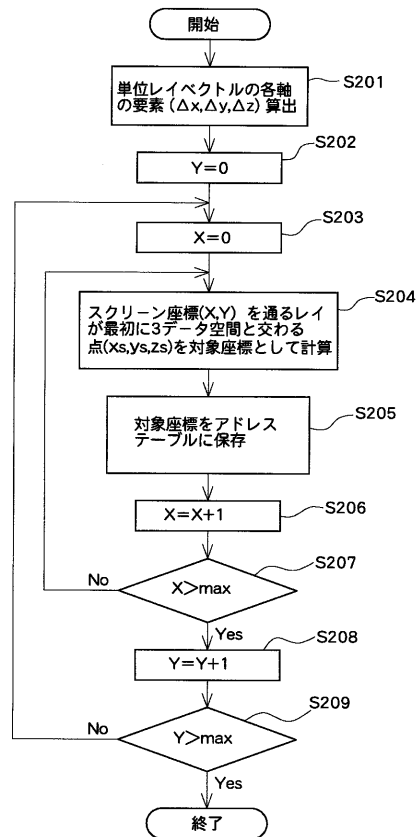 開始
S201
単位レイベクトルの各軸
の要素(Δx,Δy,Δz)算出
S202
Y=0
S203
X=0
S204
スクリーン座標(X,Y) を通るレイ
が最初に3データ空間と交わる
点(xs,ys,zs)を対象座標として計算
S205
対象座標をアドレス
テーブルに保存
S206
X=X+1
S207
No
X>max
Yes
S208
Y=Y+1
S209
No
Y>max
Yes
終了